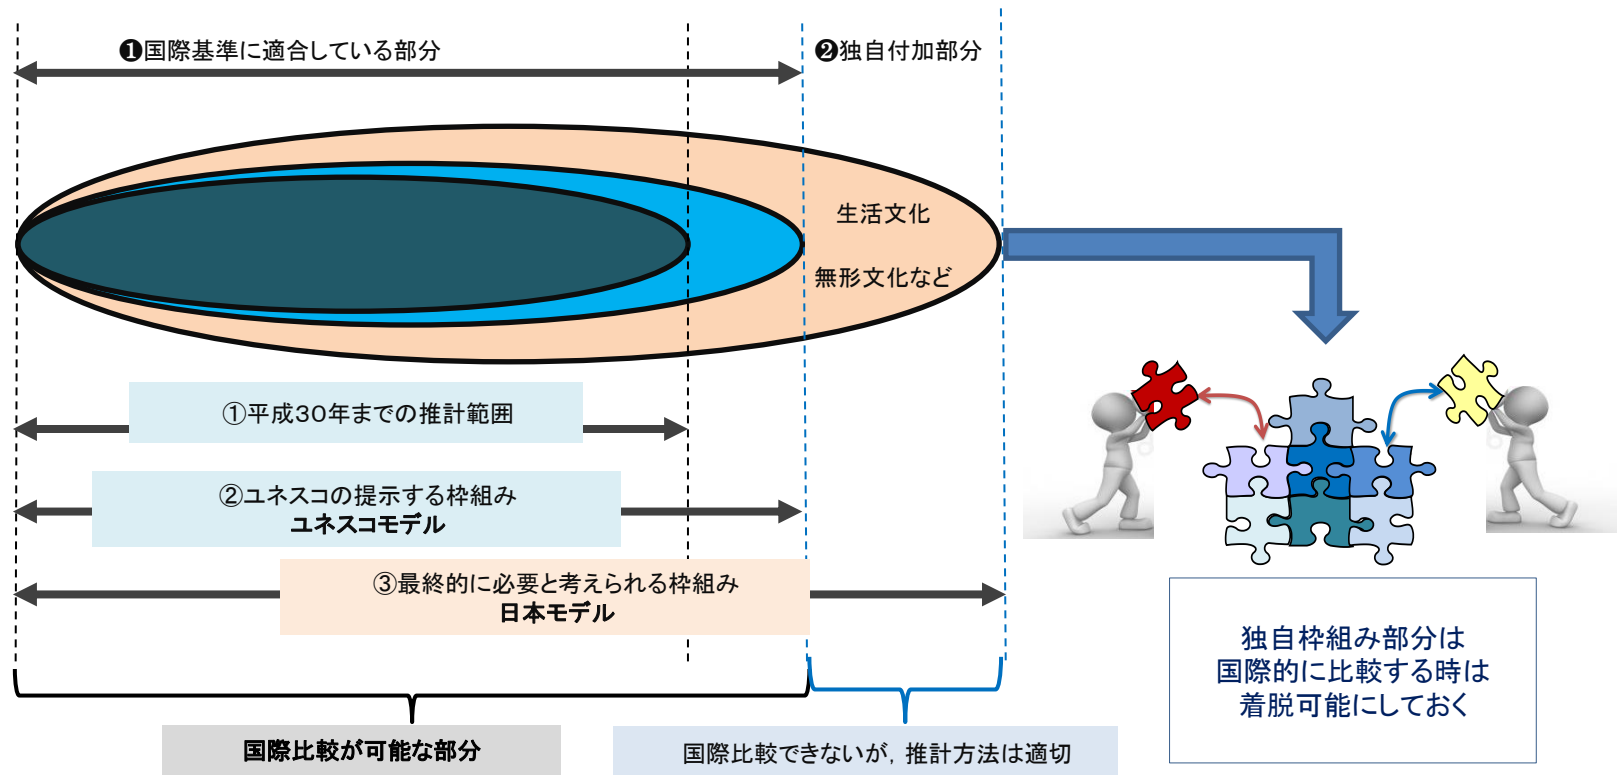 ❶国際基準に適合している部分
❷独自付加部分
生活文化
無形文化など
①平成30年までの推計範囲
②ユネスコの提示する枠組み
ユネスコモデル
③最終的に必要と考えられる枠組み
日本モデル
国際比較が可能な部分
国際比較できないが，推計方法は適切
独自枠組み部分は
国際的に比較する時は
着脱可能にしておく